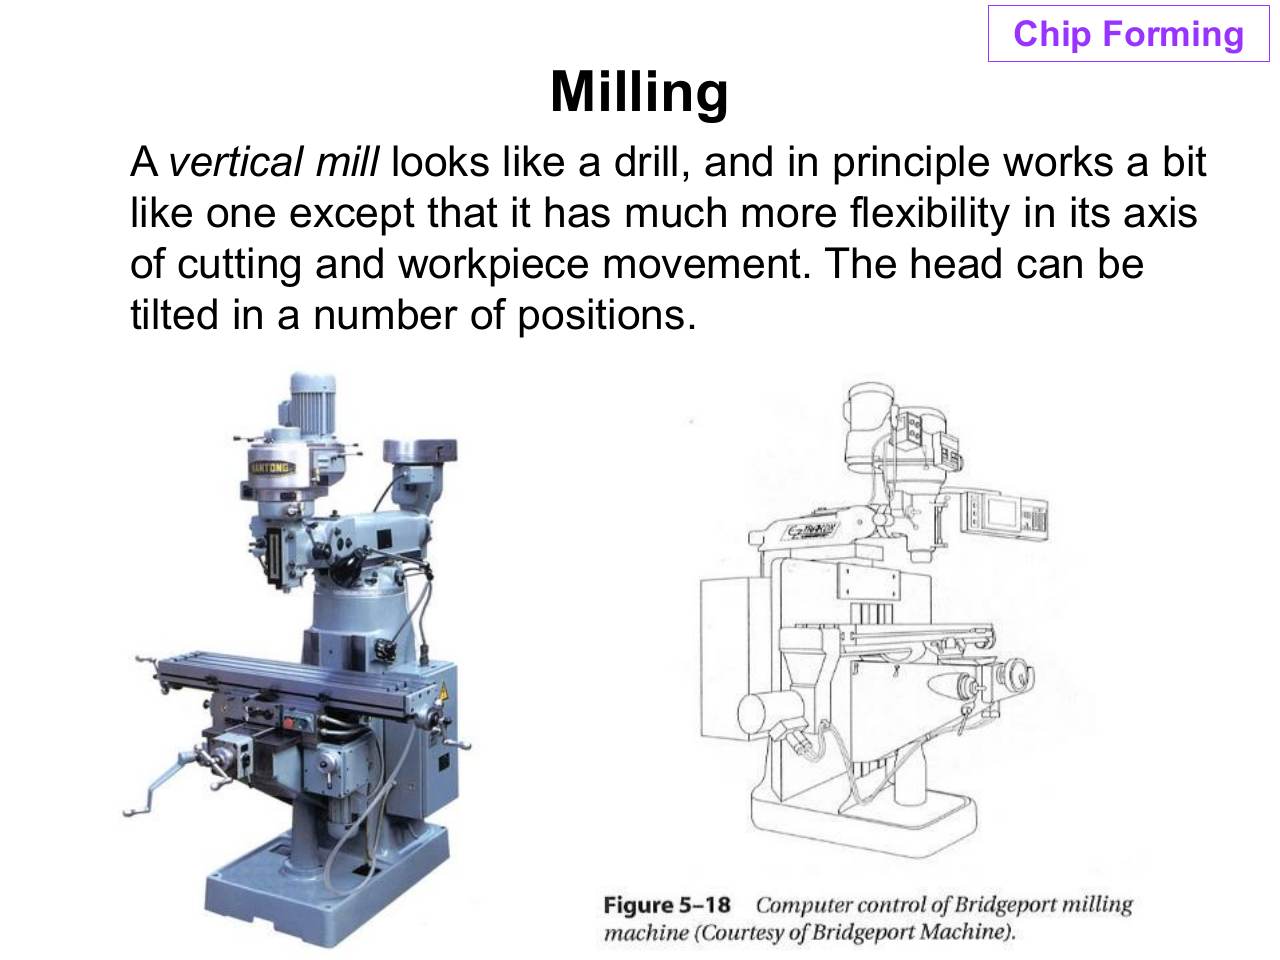 Chip Forming
Milling
A vertical mill looks like a drill, and in principle works a bit
like one except that it has much more flexibility in its axis
of cutting and workpiece movement. The head can be
tilted in a number of positions.
Figure 5–18 Computer control of Bridgeport milling
machine (Courtesy of Bridgeport Machine).